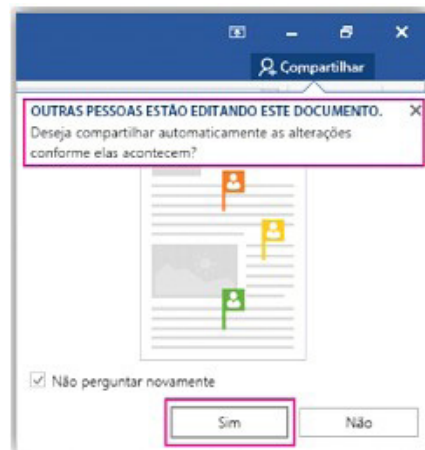 Compartilhar
OUTRAS PESSOAS ESTÃO EDITANDO ESTE DOCUMENTO.
Deseja compartilhar automaticamente as alterações
conforme elas acontecem?
Não perguntar novamente
Sim Não